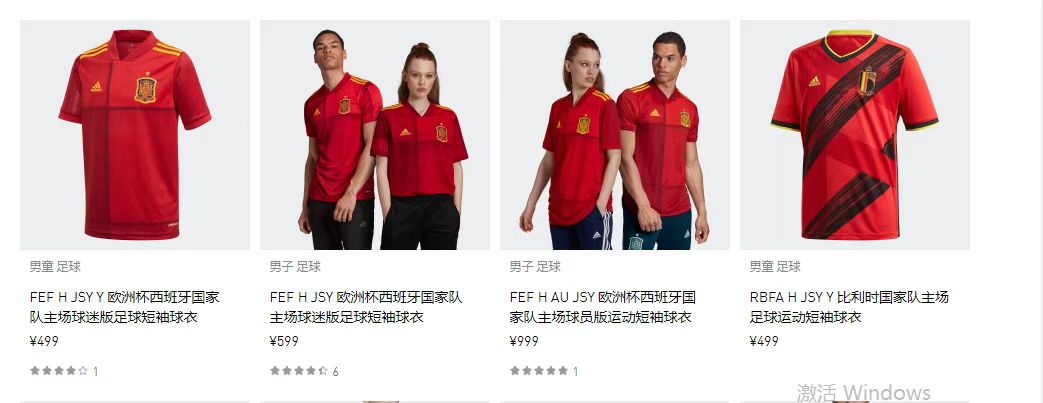 男童 足球
FEF H JSY Y 欧洲杯西班牙国家
队主场球迷版足球短袖球衣
¥499
1
男子 足球
FEF H JSY 欧洲杯西班牙国家队
主场球迷版足球短袖球衣
¥599
6
男子 足球
FEF H AU JSY 欧洲杯西班牙国
家队主场球员版运动短袖球衣
¥999
1
男童 足球
RBFA H JSY Y 比利时国家队主场
足球运动短袖球衣
¥499
激活 Windows